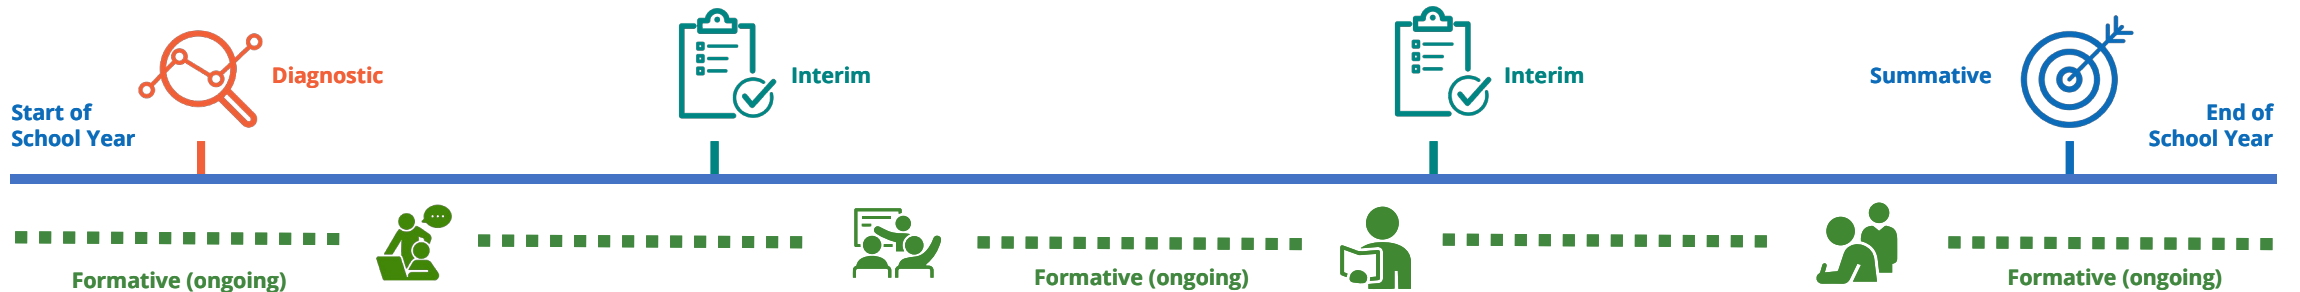 Start of
School Year
Diagnostic
Interim
Interim
Summative
End of
School Year
Formative (ongoing)
Formative (ongoing)
Formative (ongoing)